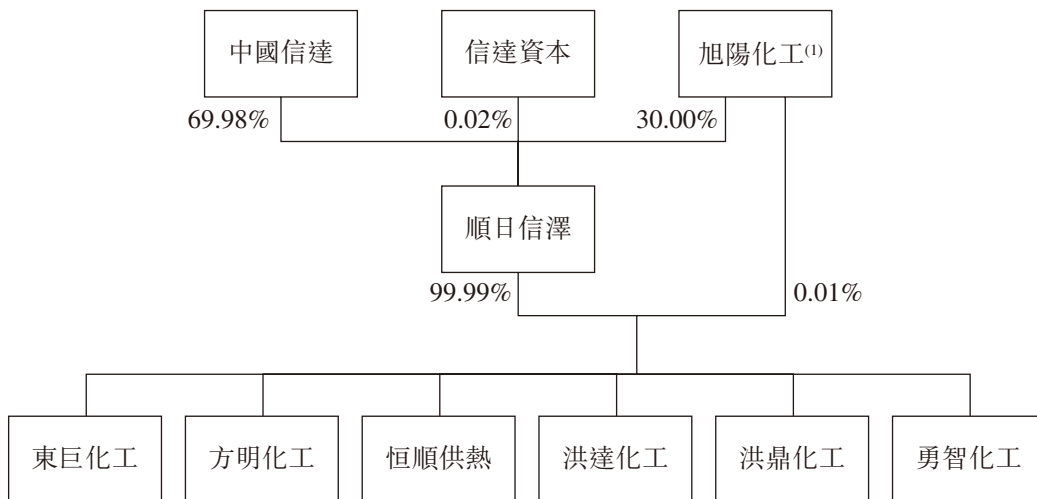 中國信達
信達資本
旭陽化工(1)
69.98%
0.02%
30.00%
順日信澤
99.99%
0.01%
東巨化工
方明化工
恒順供熱
洪達化工
洪鼎化工
勇智化工